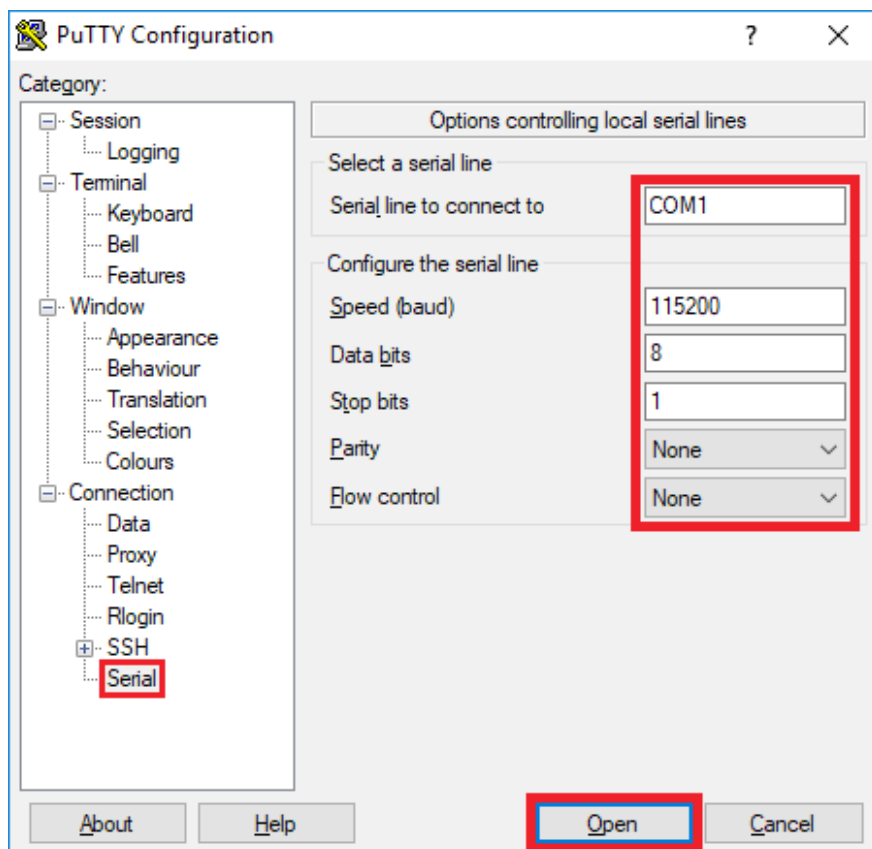 PuTTY Configuration
?
Category:
Session
Logging
Terminal
Keyboard
Bell
Features
Window
Appearance
Behaviour
Translation
Selection
Colours
Connection
Data
Proxy
Telnet
Rlogin
SSH
Serial
Options controlling local serial lines
Select a serial line
Serial line to connect to COM1
Configure the serial line
Speed (baud) 115200
Data bits 8
Stop bits 1
Parity None
Flow control None
About Help Open Cancel